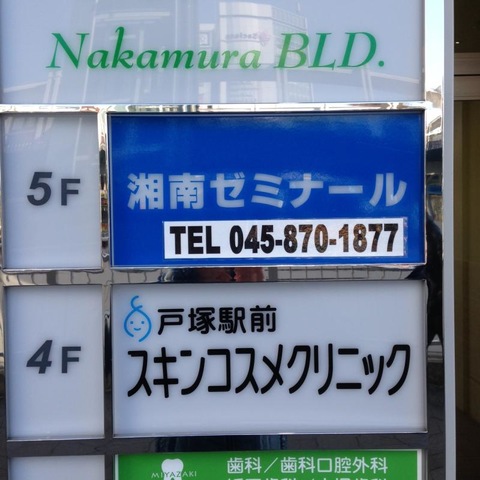 Nakamura BLD.
5F
湘南ゼミナール
TEL 045-870-1877
4F
戸塚駅前
スキンコスメクリニック
MIYAZAKI
歯科/歯科口腔外科